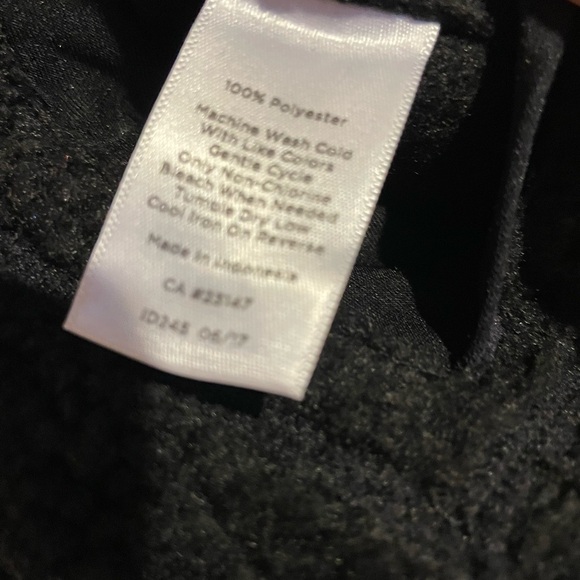 100% Polyester
Machine Wash Cold
With Like Colors
Gentle Cycle
Only Non-Chlorine
Bleach When Needed
Tumble Dry Low
Cool Iron On Reverse
Made in Indonesia
CA #23147
ID245 06/17